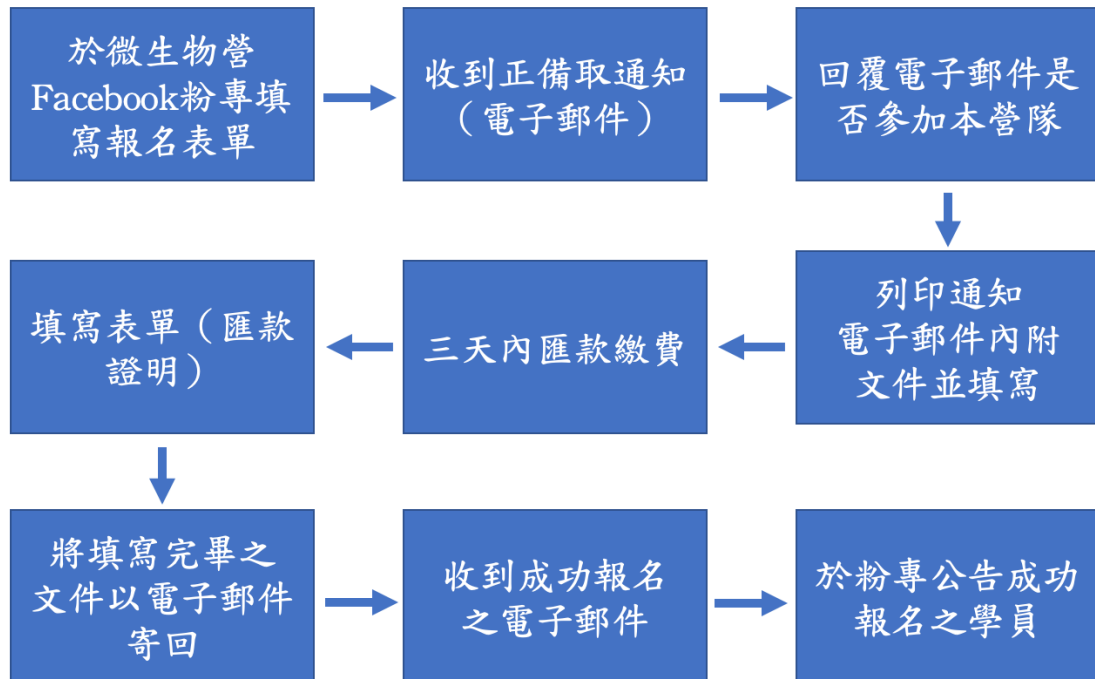 於微生物營
Facebook粉專填
寫報名表單
收到正備取通知
（電子郵件）
回覆電子郵件是
否參加本營隊
列印通知
電子郵件內附
文件並填寫
三天內匯款繳費
填寫表單（匯款
證明）
將填寫完畢之
文件以電子郵件
寄回
收到成功報名
之電子郵件
於粉專公告成功
報名之學員